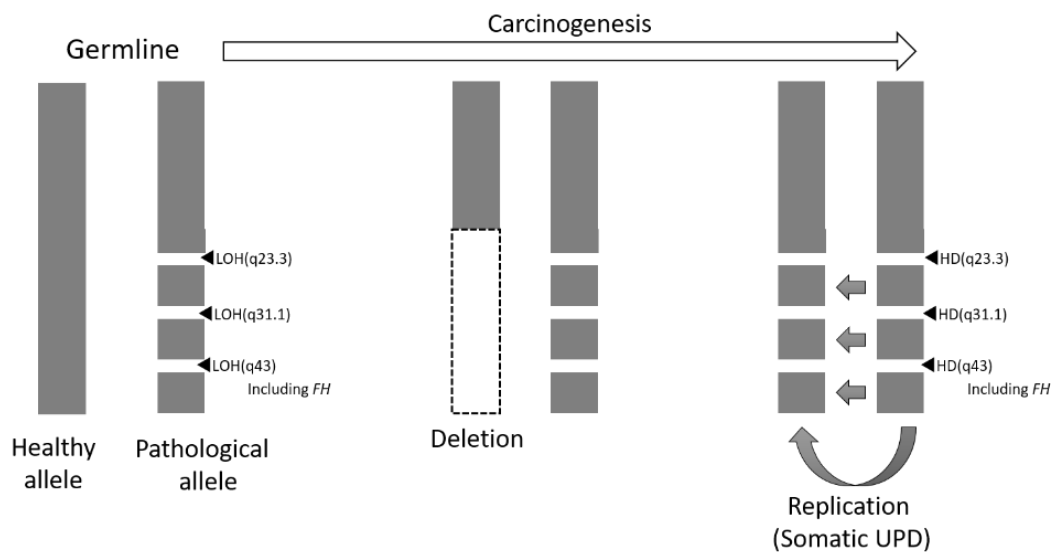 Carcinogenesis
Germline
LOH(q23.3)
LOH(q31.1)
LOH(q43)
Including FH
HD(q23.3)
HD(q31.1)
HD(q43)
Including FH
Healthy
allele
Pathological
allele
Deletion
Replication
(Somatic UPD)